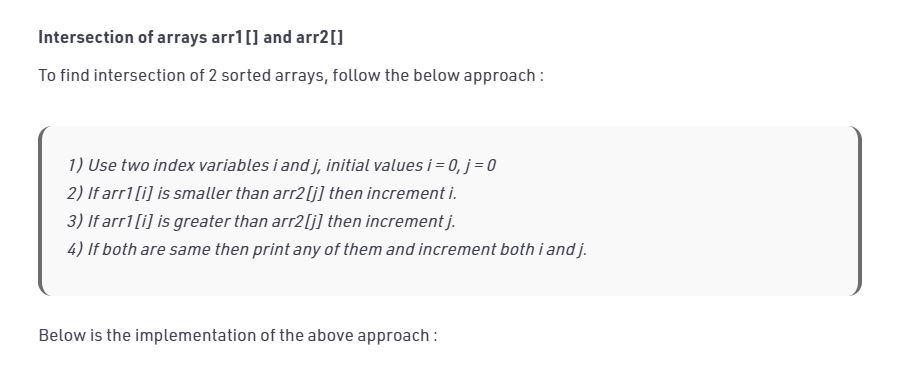 Intersection of arrays arr1[] and arr2[]
To find intersection of 2 sorted arrays, follow the below approach :
1) Use two index variables i and j, initial values i = 0, j = 0
2) If arr1[i] is smaller than arr2[j] then increment i.
3) If arr1[i] is greater than arr2[j] then increment j.
4) If both are same then print any of them and increment both i and j.
Below is the implementation of the above approach :